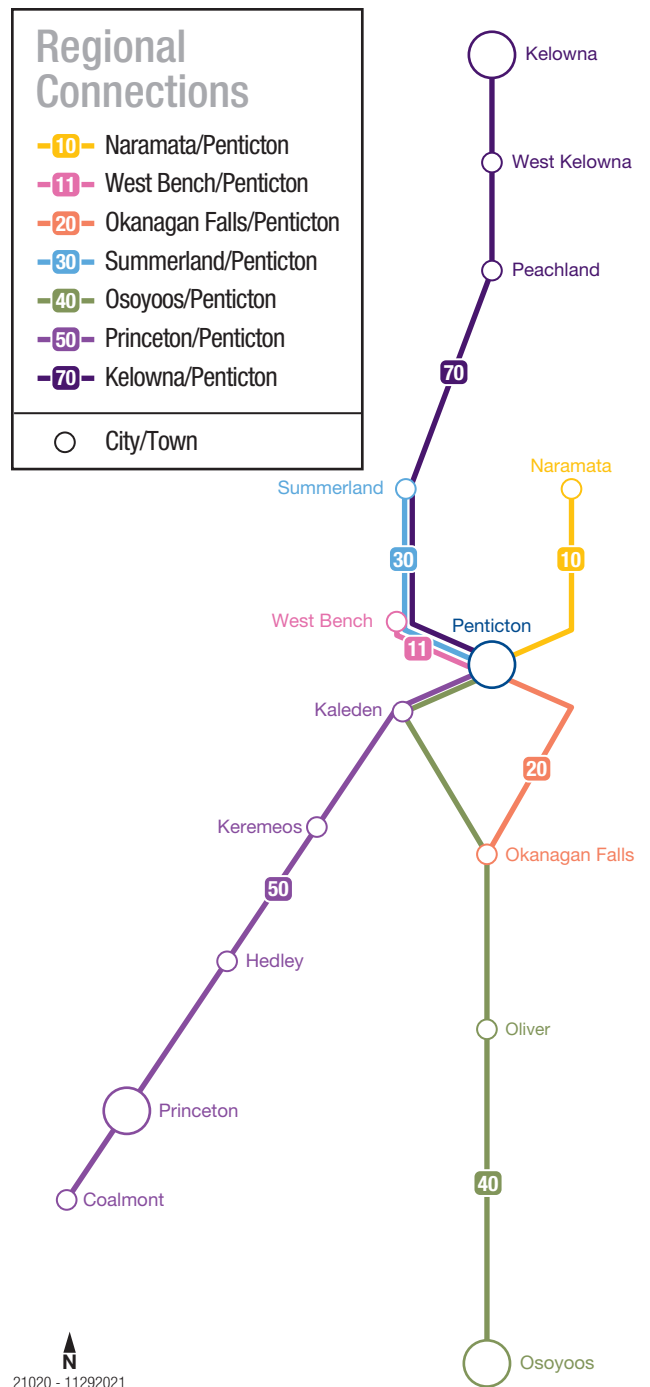 Regional
Connections
10 Naramata/Penticton
11 West Bench/Penticton
20 Okanagan Falls/Penticton
30 Summerland/Penticton
40 Osoyoos/Penticton
50 Princeton/Penticton
70 Kelowna/Penticton
City/Town
Kelowna
West Kelowna
Peachland
70
Naramata
Summerland
30
10
West Bench
Penticton
11
Kaleden
20
Keremeos
Okanagan Falls
50
Hedley
Oliver
Princeton
40
Coalmont
N
Osoyoos
21020 - 11292021